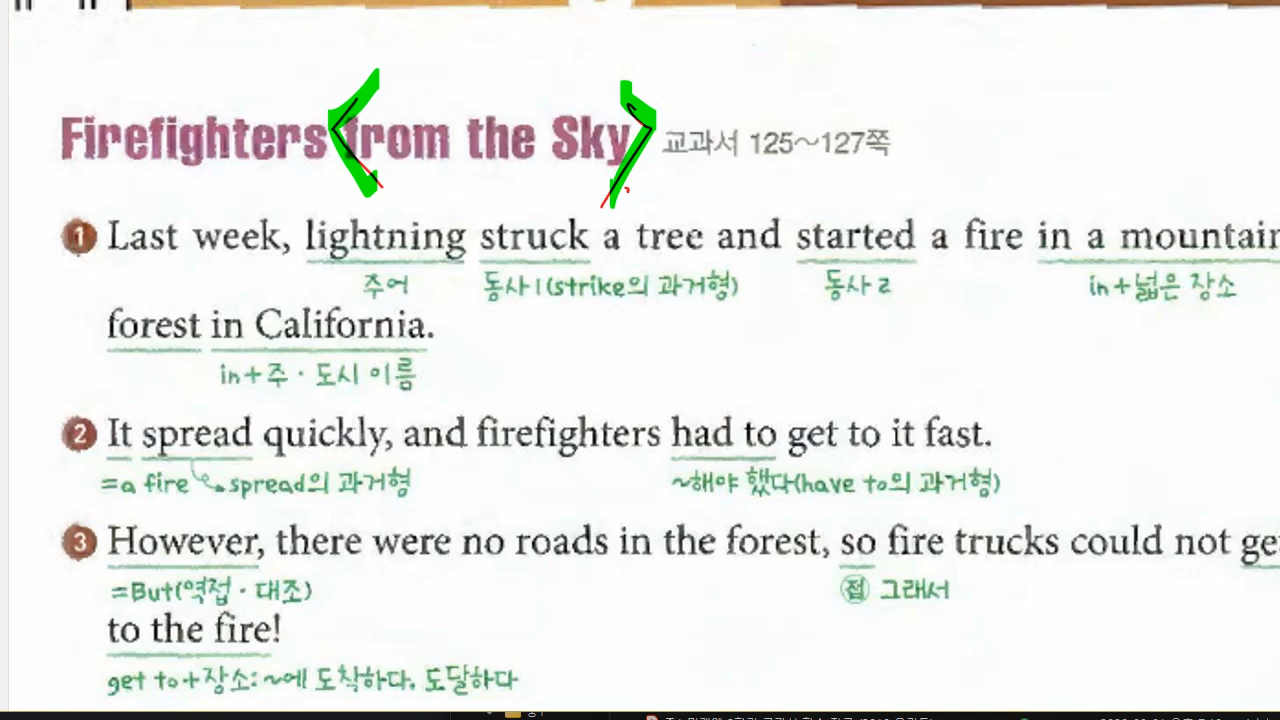 Firefighters from the Sky 교과서 125~127쪽
1 Last week, lightning struck a tree and started a fire in a mountain
주어 동사1(strike의 과거형) 동사2 in+넓은 장소
forest in California.
in+주·도시 이름
2 It spread quickly, and firefighters had to get to it fast.
=a fire spread의 과거형 ~해야 했다(have to의 과거형)
3 However, there were no roads in the forest, so fire trucks could not
=But(역접·대조) 접 그래서
to the fire!
get to+장소: ~에 도착하다, 도달하다